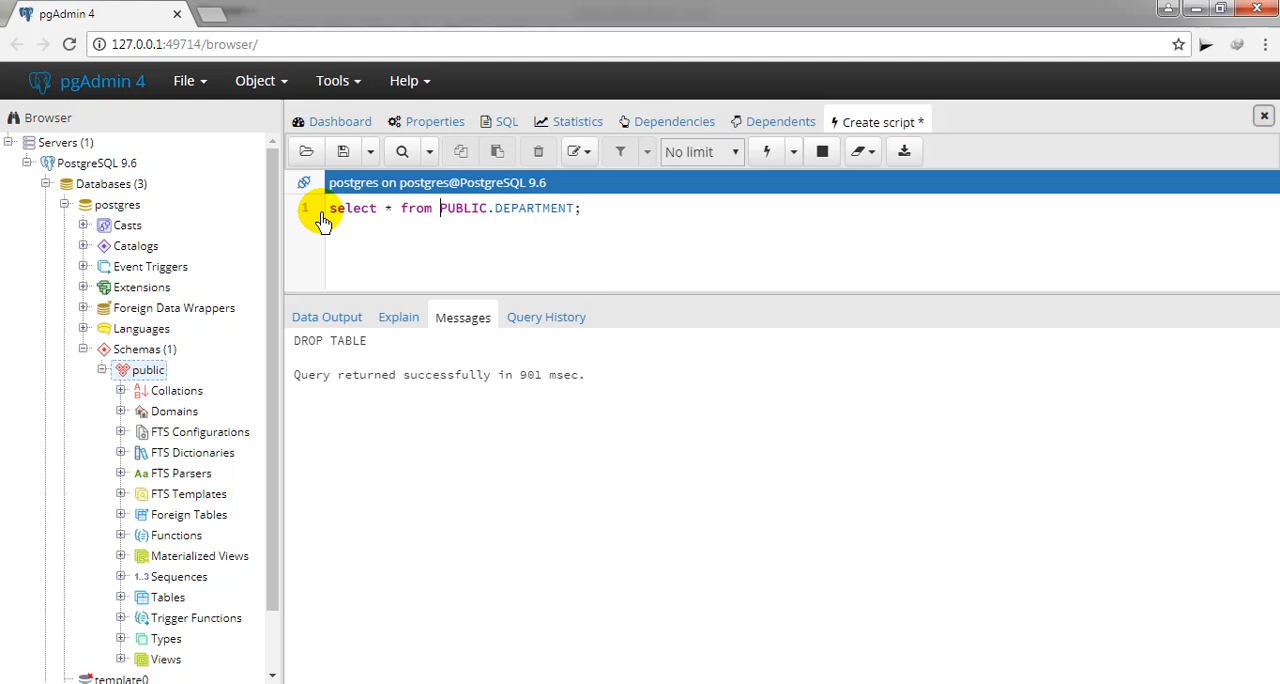 pgAdmin 4
127.0.0.1:49714/browser/
pgAdmin 4 File Object Tools Help
Browser
Dashboard Properties SQL Statistics Dependencies Dependents Create script *
Servers (1)
PostgreSQL 9.6
Databases (3)
postgres
Casts
Catalogs
Event Triggers
Extensions
Foreign Data Wrappers
Languages
Schemas (1)
public
Collations
Domains
FTS Configurations
FTS Dictionaries
FTS Parsers
FTS Templates
Foreign Tables
Functions
Materialized Views
1..3 Sequences
Tables
Trigger Functions
Types
Views
template0
No limit
postgres on postgres@PostgreSQL 9.6
1 select * from PUBLIC.DEPARTMENT;
Data Output Explain Messages Query History
DROP TABLE
Query returned successfully in 901 msec.